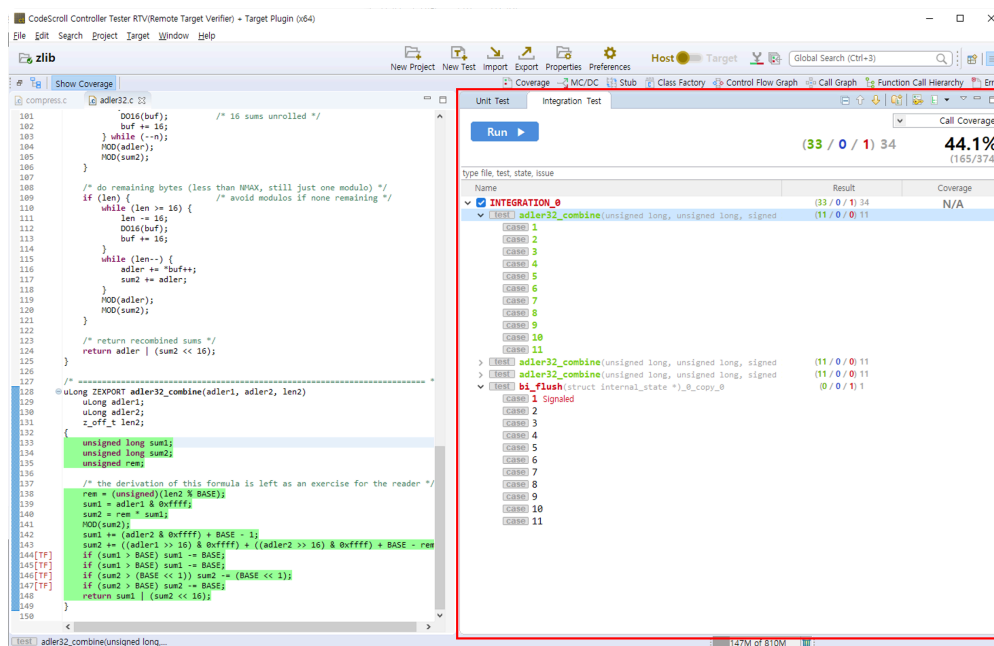 CodeScroll Controller Tester RTV(Remote Target Verifier) + Target Plugin (x64)
File Edit Search Project Target Window Help
zlib
New Project New Test Import Export Properties Preferences
Host Target
Global Search (Ctrl+3)
Show Coverage
Coverage MC/DC Stub Class Factory Control Flow Graph Call Graph Function Call Hierarchy Err
compress.c adler32.c
101 DO16(buf); /* 16 sums unrolled */
102 buf += 16;
103 } while (--n);
104 MOD(adler);
105 MOD(sum2);
106 }
107
108 /* do remaining bytes (less than NMAX, still just one modulo) */
109 if (len) { /* avoid modulos if none remaining */
110 while (len >= 16) {
111 len -= 16;
112 DO16(buf);
113 buf += 16;
114 }
115 while (len--) {
116 adler += *buf++;
117 sum2 += adler;
118 }
119 MOD(adler);
120 MOD(sum2);
121 }
122
123 /* return recombined sums */
124 return adler | (sum2 << 16);
125 }
126
127 /* ========================================================================= *
128 uLong ZEXPORT adler32_combine(adler1, adler2, len2)
129 uLong adler1;
130 uLong adler2;
131 z_off_t len2;
132 {
133 unsigned long sum1;
134 unsigned long sum2;
135 unsigned rem;
136
137 /* the derivation of this formula is left as an exercise for the reader */
138 rem = (unsigned)(len2 % BASE);
139 sum1 = adler1 & 0xffff;
140 sum2 = rem * sum1;
141 MOD(sum2);
142 sum1 += (adler2 & 0xffff) + BASE - 1;
143 sum2 += ((adler1 >> 16) & 0xffff) + ((adler2 >> 16) & 0xffff) + BASE - rem
144[TF] if (sum1 > BASE) sum1 -= BASE;
145[TF] if (sum1 > BASE) sum1 -= BASE;
146[TF] if (sum2 > (BASE << 1)) sum2 -= (BASE << 1);
147[TF] if (sum2 > BASE) sum2 -= BASE;
148 return sum1 | (sum2 << 16);
149 }
150
Unit Test Integration Test
Run
Call Coverage
(33 / 0 / 1) 34 44.1%
(165/374
type file, test, state, issue
Name Result Coverage
INTEGRATION_0 (33 / 0 / 1) 34 N/A
test adler32_combine(unsigned long, unsigned long, signed (11 / 0 / 0) 11
case 1
case 2
case 3
case 4
case 5
case 6
case 7
case 8
case 9
case 10
case 11
test adler32_combine(unsigned long, unsigned long, signed (11 / 0 / 0) 11
test adler32_combine(unsigned long, unsigned long, signed (11 / 0 / 0) 11
test bi_flush(struct internal_state *)_0_copy_0 (0 / 0 / 1) 1
case 1 Signaled
case 2
case 3
case 4
case 5
case 6
case 7
case 8
case 9
case 10
case 11
test adler32_combine(unsigned long,...
147M of 810M